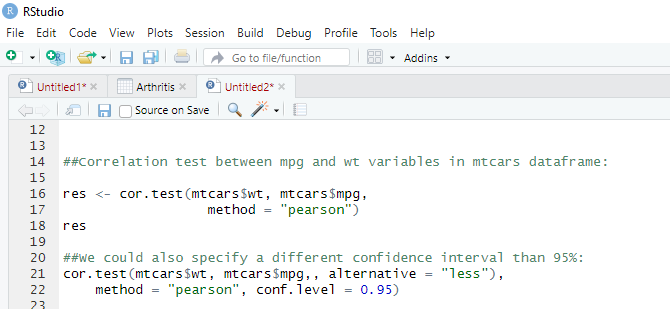 RStudio
File Edit Code View Plots Session Build Debug Profile Tools Help
Go to file/function Addins
Untitled1* Arthritis Untitled2*
Source on Save
12
13
14 ##Correlation test between mpg and wt variables in mtcars dataframe:
15
16 res <- cor.test(mtcars$wt, mtcars$mpg,
17 method = "pearson")
18 res
19
20 ##We could also specify a different confidence interval than 95%:
21 cor.test(mtcars$wt, mtcars$mpg,, alternative = "less"),
22 method = "pearson", conf.level = 0.95)
23